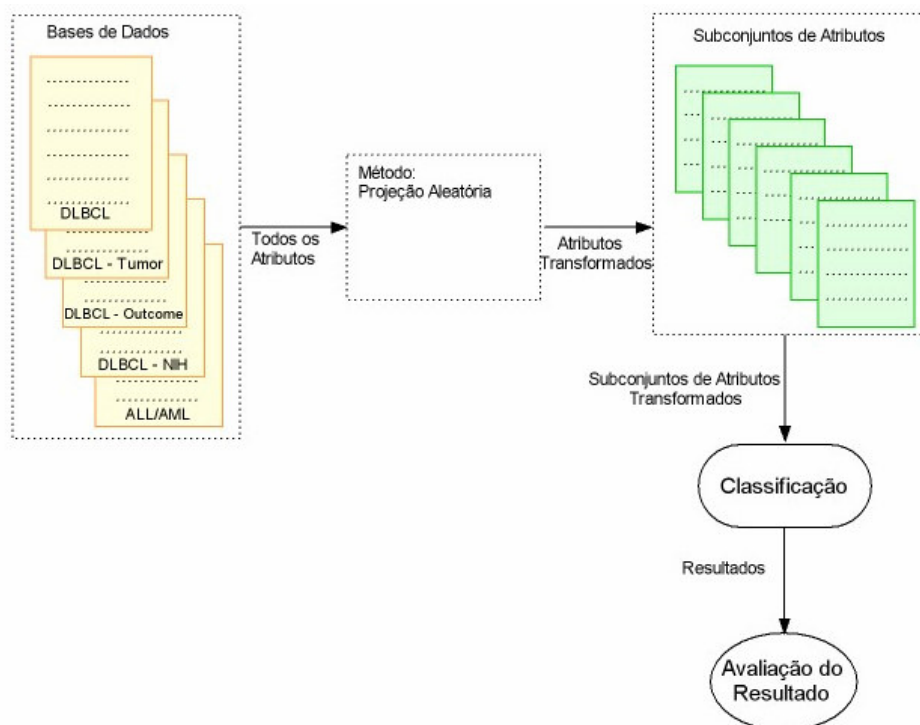 Bases de Dados
DLBCL
DLBCL - Tumor
DLBCL - Outcome
DLBCL - NIH
ALL/AML
Todos os
Atributos
Método:
Projeção Aleatória
Atributos
Transformados
Subconjuntos de Atributos
Subconjuntos de Atributos
Transformados
Classificação
Resultados
Avaliação do
Resultado